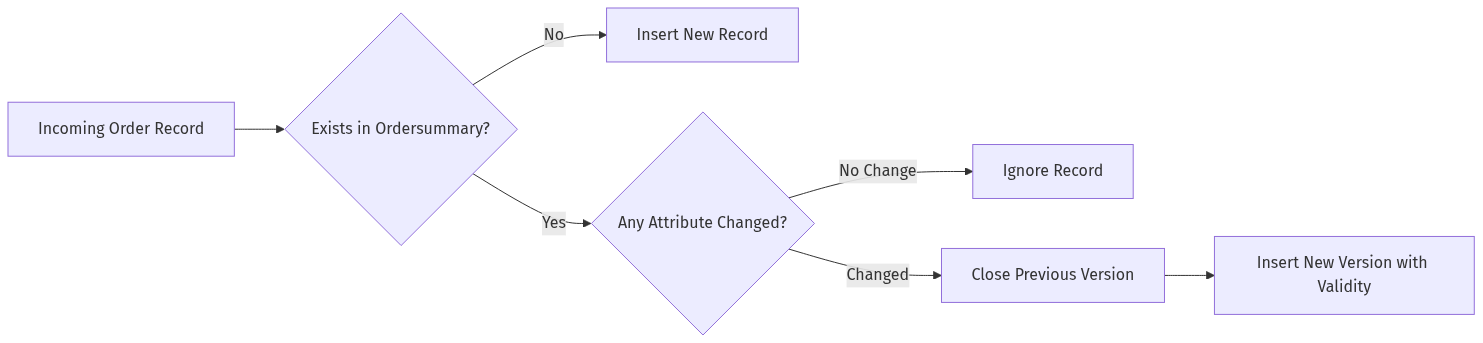 Incoming Order Record
Exists in Ordersummary?
No
Insert New Record
Yes
Any Attribute Changed?
No Change
Ignore Record
Changed
Close Previous Version
Insert New Version with
Validity